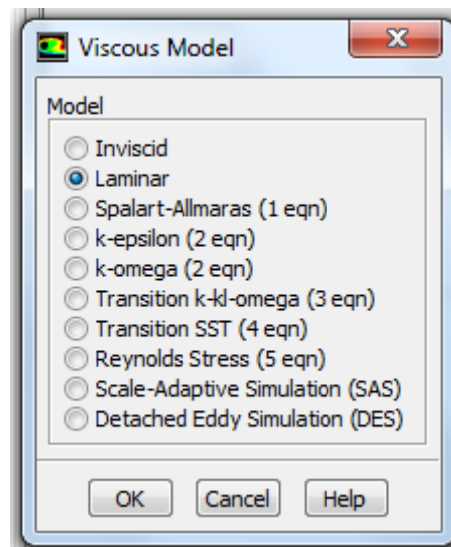 Viscous Model
Model
Inviscid
Laminar
Spalart-Allmaras (1 eqn)
k-epsilon (2 eqn)
k-omega (2 eqn)
Transition k-kl-omega (3 eqn)
Transition SST (4 eqn)
Reynolds Stress (5 eqn)
Scale-Adaptive Simulation (SAS)
Detached Eddy Simulation (DES)
OK Cancel Help